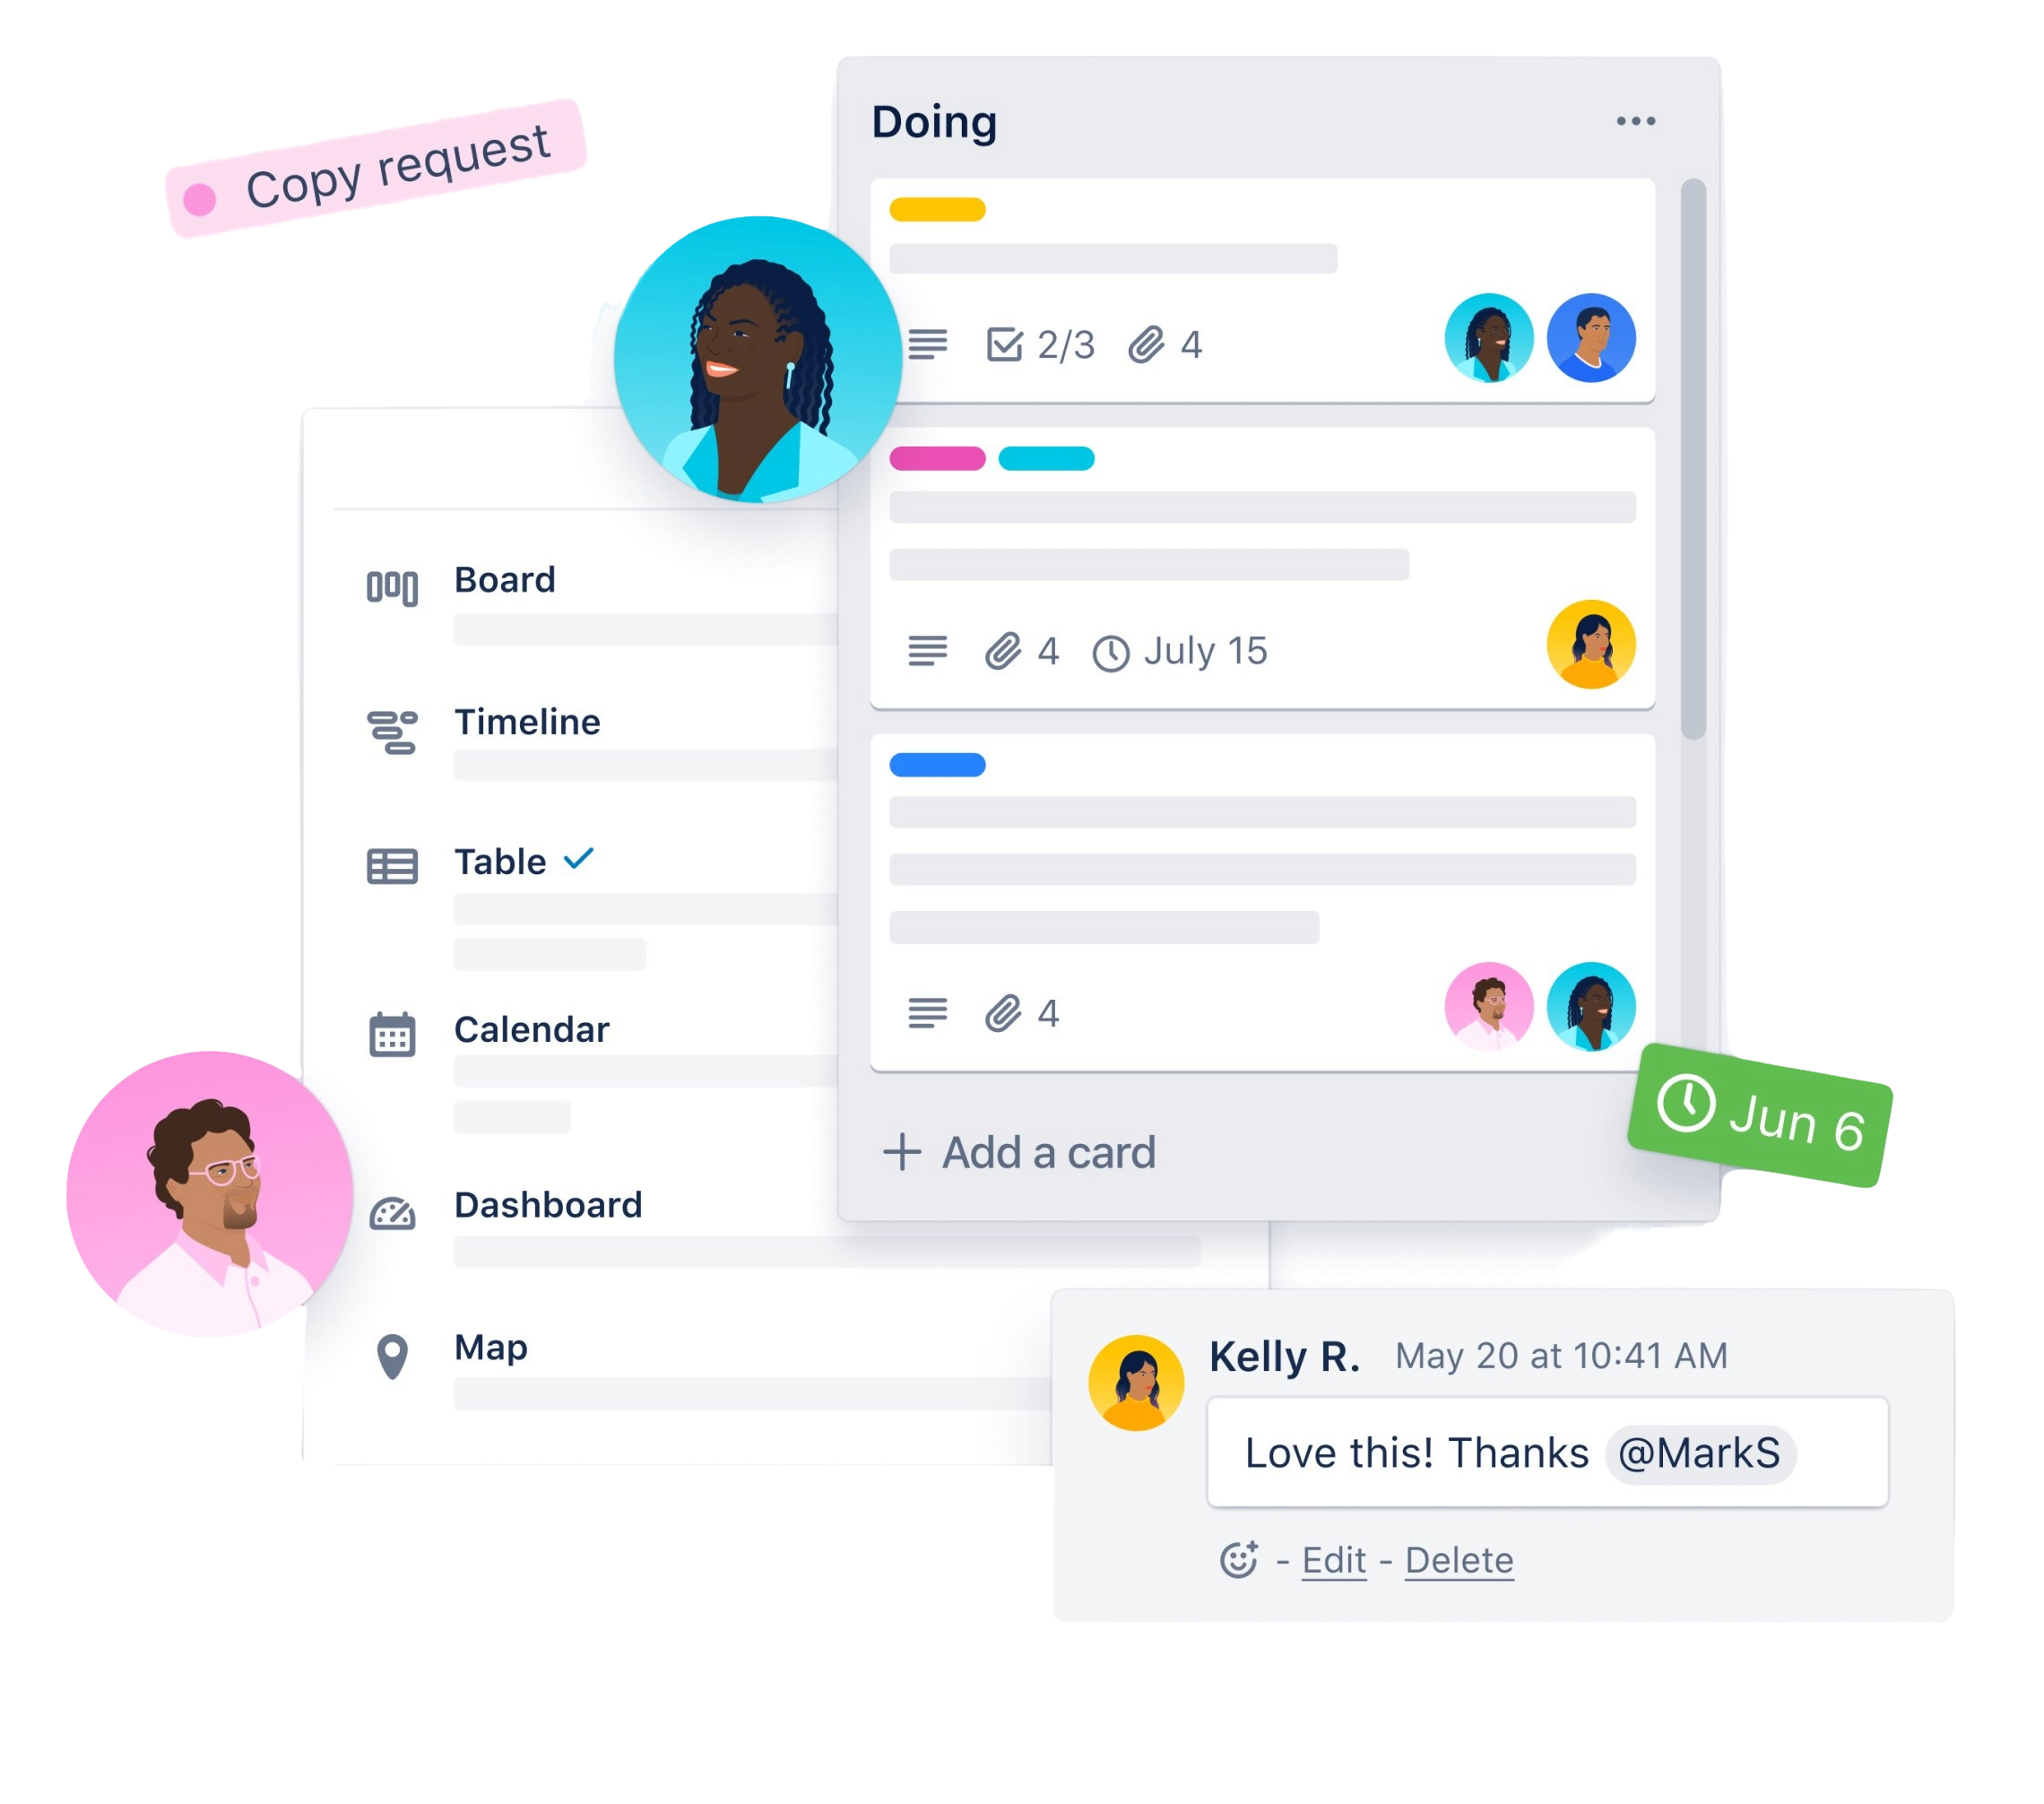 Copy request
Doing
2/3 4
4 July 15
4
Add a card
Jun 6
Board
Timeline
Table
Calendar
Dashboard
Map
Kelly R. May 20 at 10:41 AM
Love this! Thanks @MarkS
- Edit - Delete